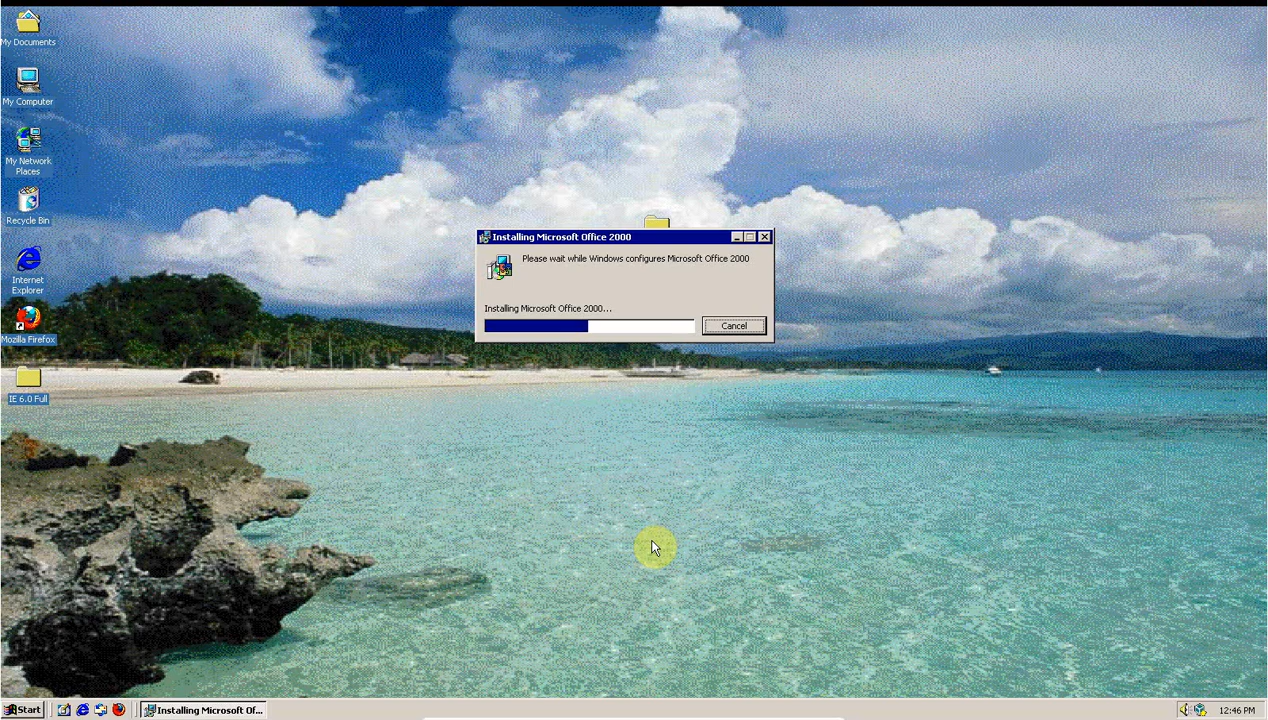 My Documents
My Computer
My Network
Places
Recycle Bin
Internet
Explorer
Mozilla Firefox
IE 6.0 Full
Installing Microsoft Office 2000
Please wait while Windows configures Microsoft Office 2000
Installing Microsoft Office 2000...
Cancel
Start
Installing Microsoft Of...
12:46 PM